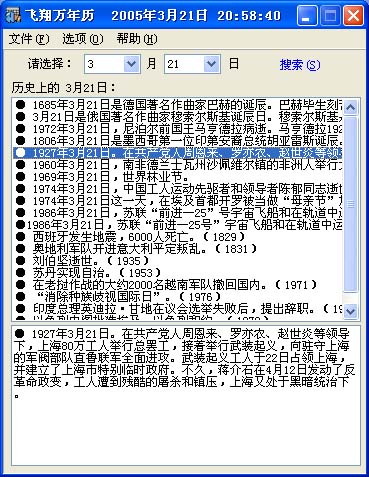 飞翔万年历 2005年3月21日 20:58:40
文件(F) 选项(O) 帮助(H)
请选择: 3 月 21 日 搜索(S)
历史上的 3月21日:
● 1685年3月21日是德国著名作曲家巴赫的诞辰。巴赫毕生刻
● 3月21日是俄国著名作曲家穆索尔斯基诞辰日。穆索尔斯基
● 1972年3月21日,尼泊尔前国王马亨德拉病逝。马亨德拉192
● 1806年3月21日是墨西哥第一位印第安裔总统胡亚雷斯诞辰。
● 1927年3月21日。在共产党人周恩来、罗亦农、赵世炎等领
● 1960年3月21日,南非德兰士瓦州沙佩维尔镇的非洲人举行
● 1969年3月21日。世界林业节。
● 1974年3月21日,中国工人运动先驱者和领导者陈郁同志逝
● 1974年3月21日这一天,在埃及首都开罗被当做“母亲节”
● 1986年3月21日,苏联“前进—25”号宇宙飞船和在轨道中
●1986年3月21日,苏联“前进—25号”宇宙飞船和在轨道中
● 西班牙发生地震,6000人死亡。(1829)
● 奥地利军队开进意大利平定叛乱。(1831)
● 刘伯坚逝世。(1935)
● 苏丹实现自治。(1953)
● 在老挝作战的大约2000名越南军队撤回国内。(1971)
● “消除种族歧视国际日”。(1976)
● 印度总理英迪拉·甘地在议会选举失败后,提出辞职。(19
● 1927年3月21日。在共产党人周恩来、罗亦农、赵世炎等领导
下,上海80万工人举行总罢工,接着举行武装起义,向驻守上海
的军阀部队直鲁联军全面进攻。武装起义工人于22日占领上海,
并建立了上海市特别临时政府。不久,蒋介石在4月12日发动了反
革命政变,工人遭到残酷的屠杀和镇压,上海又处于黑暗统治下
。